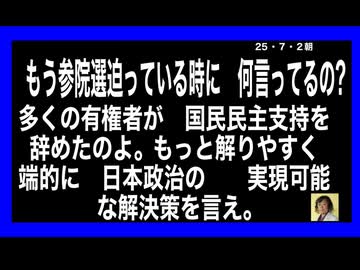 25・7・2朝
もう参院選迫っている時に　何言ってるの?
多くの有権者が　国民民主支持を
辞めたのよ。もっと解りやすく
端的に　日本政治の　　実現可能
な解決策を言え。